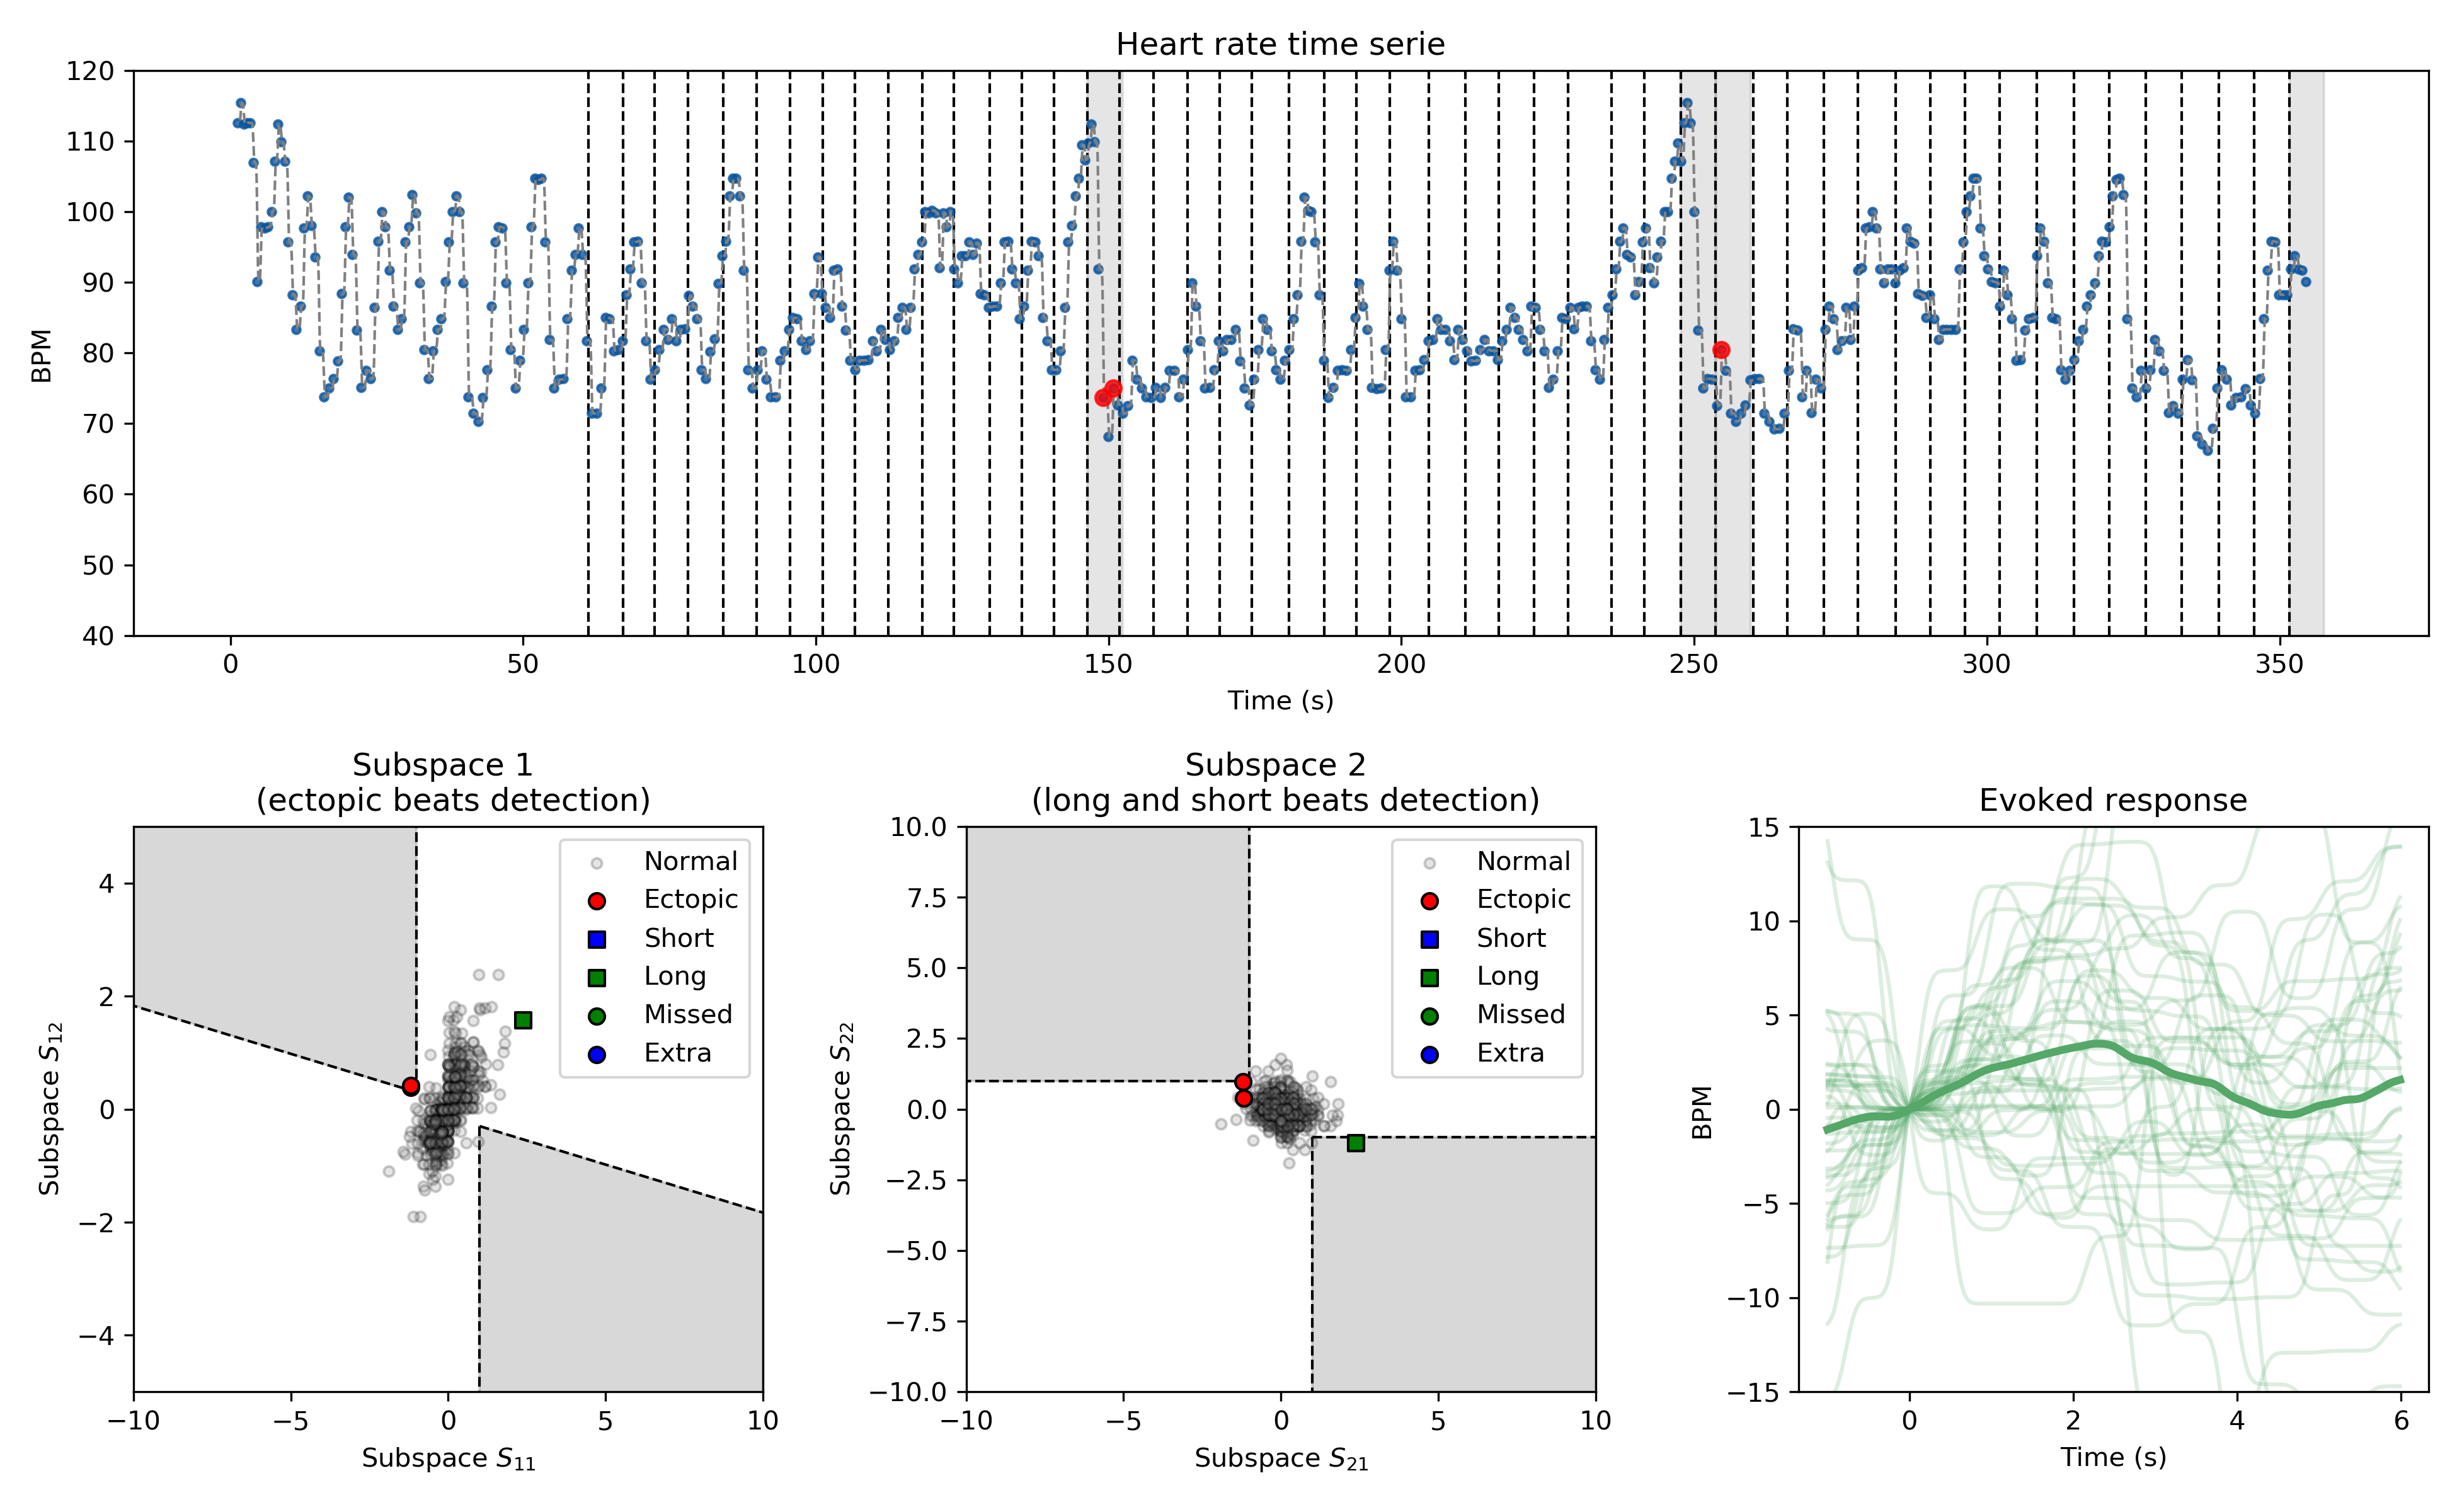 Heart rate time serie
120
110
100
90
80
70
60
50
40
BPM
0 50 100 150 200 250 300 350
Time (s)
Subspace 1
(ectopic beats detection)
4
2
0
−2
−4
Subspace S12
Normal
Ectopic
Short
Long
Missed
Extra
−10 −5 0 5 10
Subspace S11
Subspace 2
(long and short beats detection)
10.0
7.5
5.0
2.5
0.0
−2.5
−5.0
−7.5
−10.0
Subspace S22
Normal
Ectopic
Short
Long
Missed
Extra
−10 −5 0 5 10
Subspace S21
Evoked response
15
10
5
0
−5
−10
−15
BPM
0 2 4 6
Time (s)